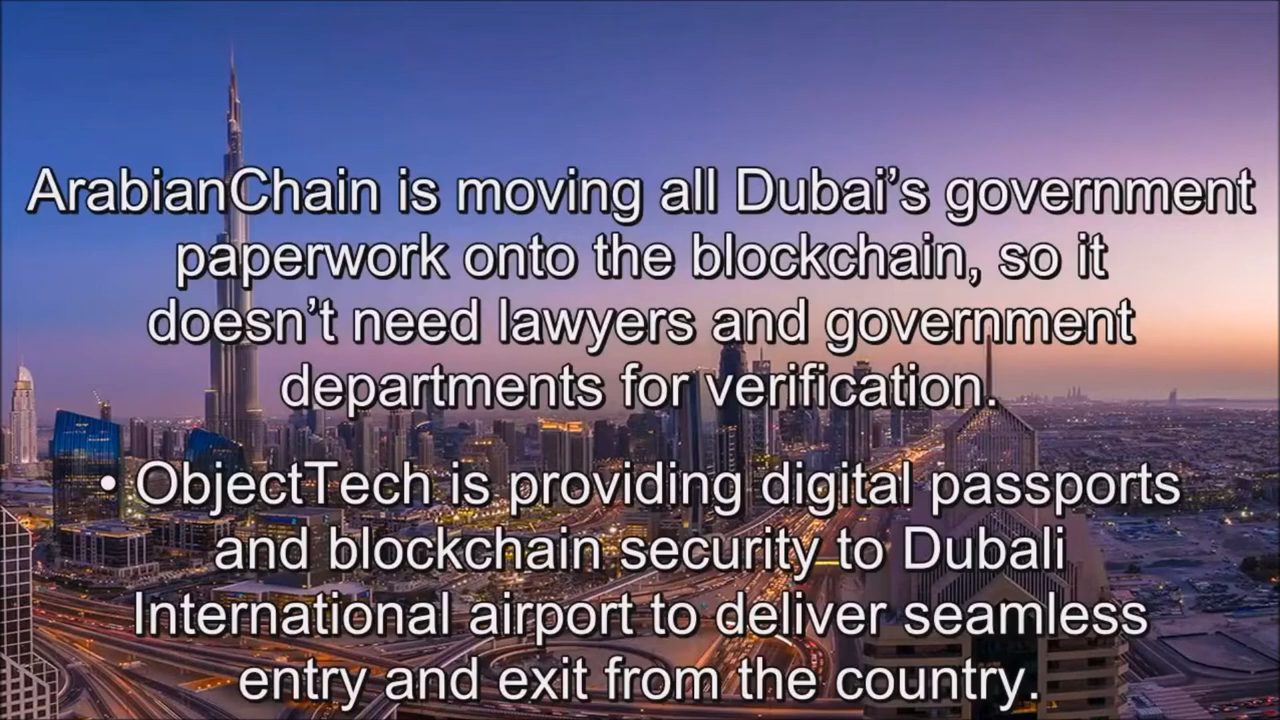 ArabianChain is moving all Dubai’s government
paperwork onto the blockchain, so it
doesn’t need lawyers and government
departments for verification.
• ObjectTech is providing digital passports
and blockchain security to Dubali
International airport to deliver seamless
entry and exit from the country.